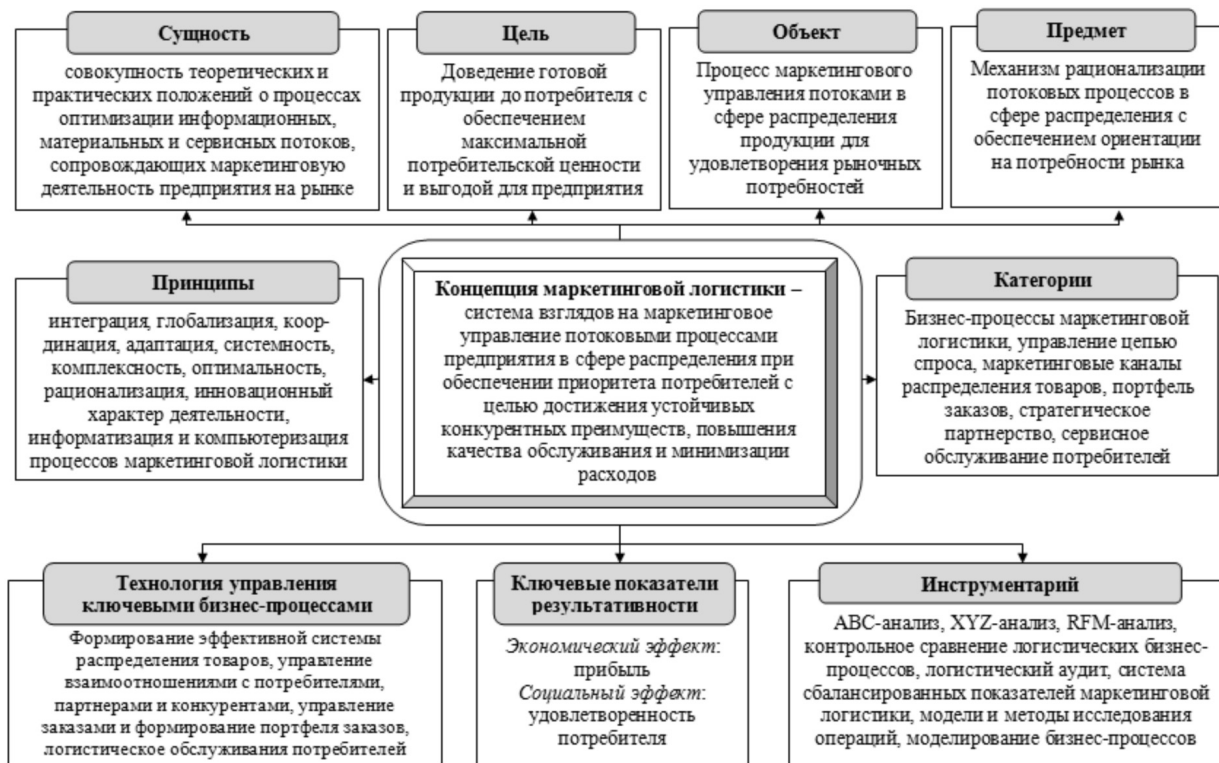 Сущность
совокупность теоретических и
практических положений о процессах
оптимизации информационных,
материальных и сервисных потоков,
сопровождающих маркетинговую
деятельность предприятия на рынке
Цель
Доведение готовой
продукции до потребителя с
обеспечением
максимальной
потребительской ценности
и выгодой для предприятия
Объект
Процесс маркетингового
управления потоками в
сфере распределения
продукции для
удовлетворения рыночных
потребностей
Предмет
Механизм рационализации
потоковых процессов в
сфере распределения с
обеспечением ориентации
на потребности рынка
Принципы
интеграция, глобализация, коор-
динация, адаптация, системность,
комплексность, оптимальность,
рационализация, инновационный
характер деятельности,
информатизация и компьютеризация
процессов маркетинговой логистики
Концепция маркетинговой логистики –
система взглядов на маркетинговое
управление потоковыми процессами
предприятия в сфере распределения при
обеспечении приоритета потребителей с
целью достижения устойчивых
конкурентных преимуществ, повышения
качества обслуживания и минимизации
расходов
Категории
Бизнес-процессы маркетинговой
логистики, управление цепью
спроса, маркетинговые каналы
распределения товаров, портфель
заказов, стратегическое
партнерство, сервисное
обслуживание потребителей
Технология управления
ключевыми бизнес-процессами
Формирование эффективной системы
распределения товаров, управление
взаимоотношениями с потребителями,
партнерами и конкурентами, управление
заказами и формирование портфеля заказов,
логистическое обслуживания потребителей
Ключевые показатели
результативности
Экономический эффект:
прибыль
Социальный эффект:
удовлетворенность
потребителя
Инструментарий
ABC-анализ, XYZ-анализ, RFM-анализ,
контрольное сравнение логистических бизнес-
процессов, логистический аудит, система
сбалансированных показателей маркетинговой
логистики, модели и методы исследования
операций, моделирование бизнес-процессов